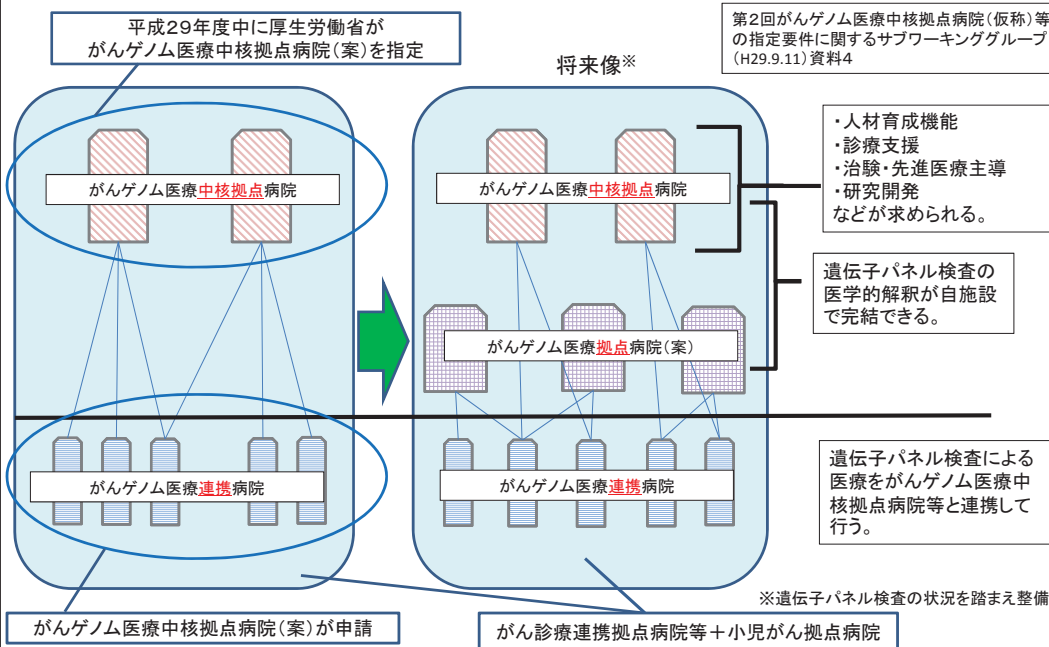 平成29年度中に厚生労働省が
がんゲノム医療中核拠点病院(案)を指定
第2回がんゲノム医療中核拠点病院(仮称)等
の指定要件に関するサブワーキンググループ
(H29.9.11)資料4
将来像※
がんゲノム医療中核拠点病院
がんゲノム医療中核拠点病院
・人材育成機能
・診療支援
・治験・先進医療主導
・研究開発
などが求められる。
遺伝子パネル検査の
医学的解釈が自施設
で完結できる。
がんゲノム医療拠点病院(案)
がんゲノム医療連携病院
がんゲノム医療連携病院
遺伝子パネル検査による
医療をがんゲノム医療中
核拠点病院等と連携して
行う。
※遺伝子パネル検査の状況を踏まえ整備
がんゲノム医療中核拠点病院(案)が申請
がん診療連携拠点病院等+小児がん拠点病院